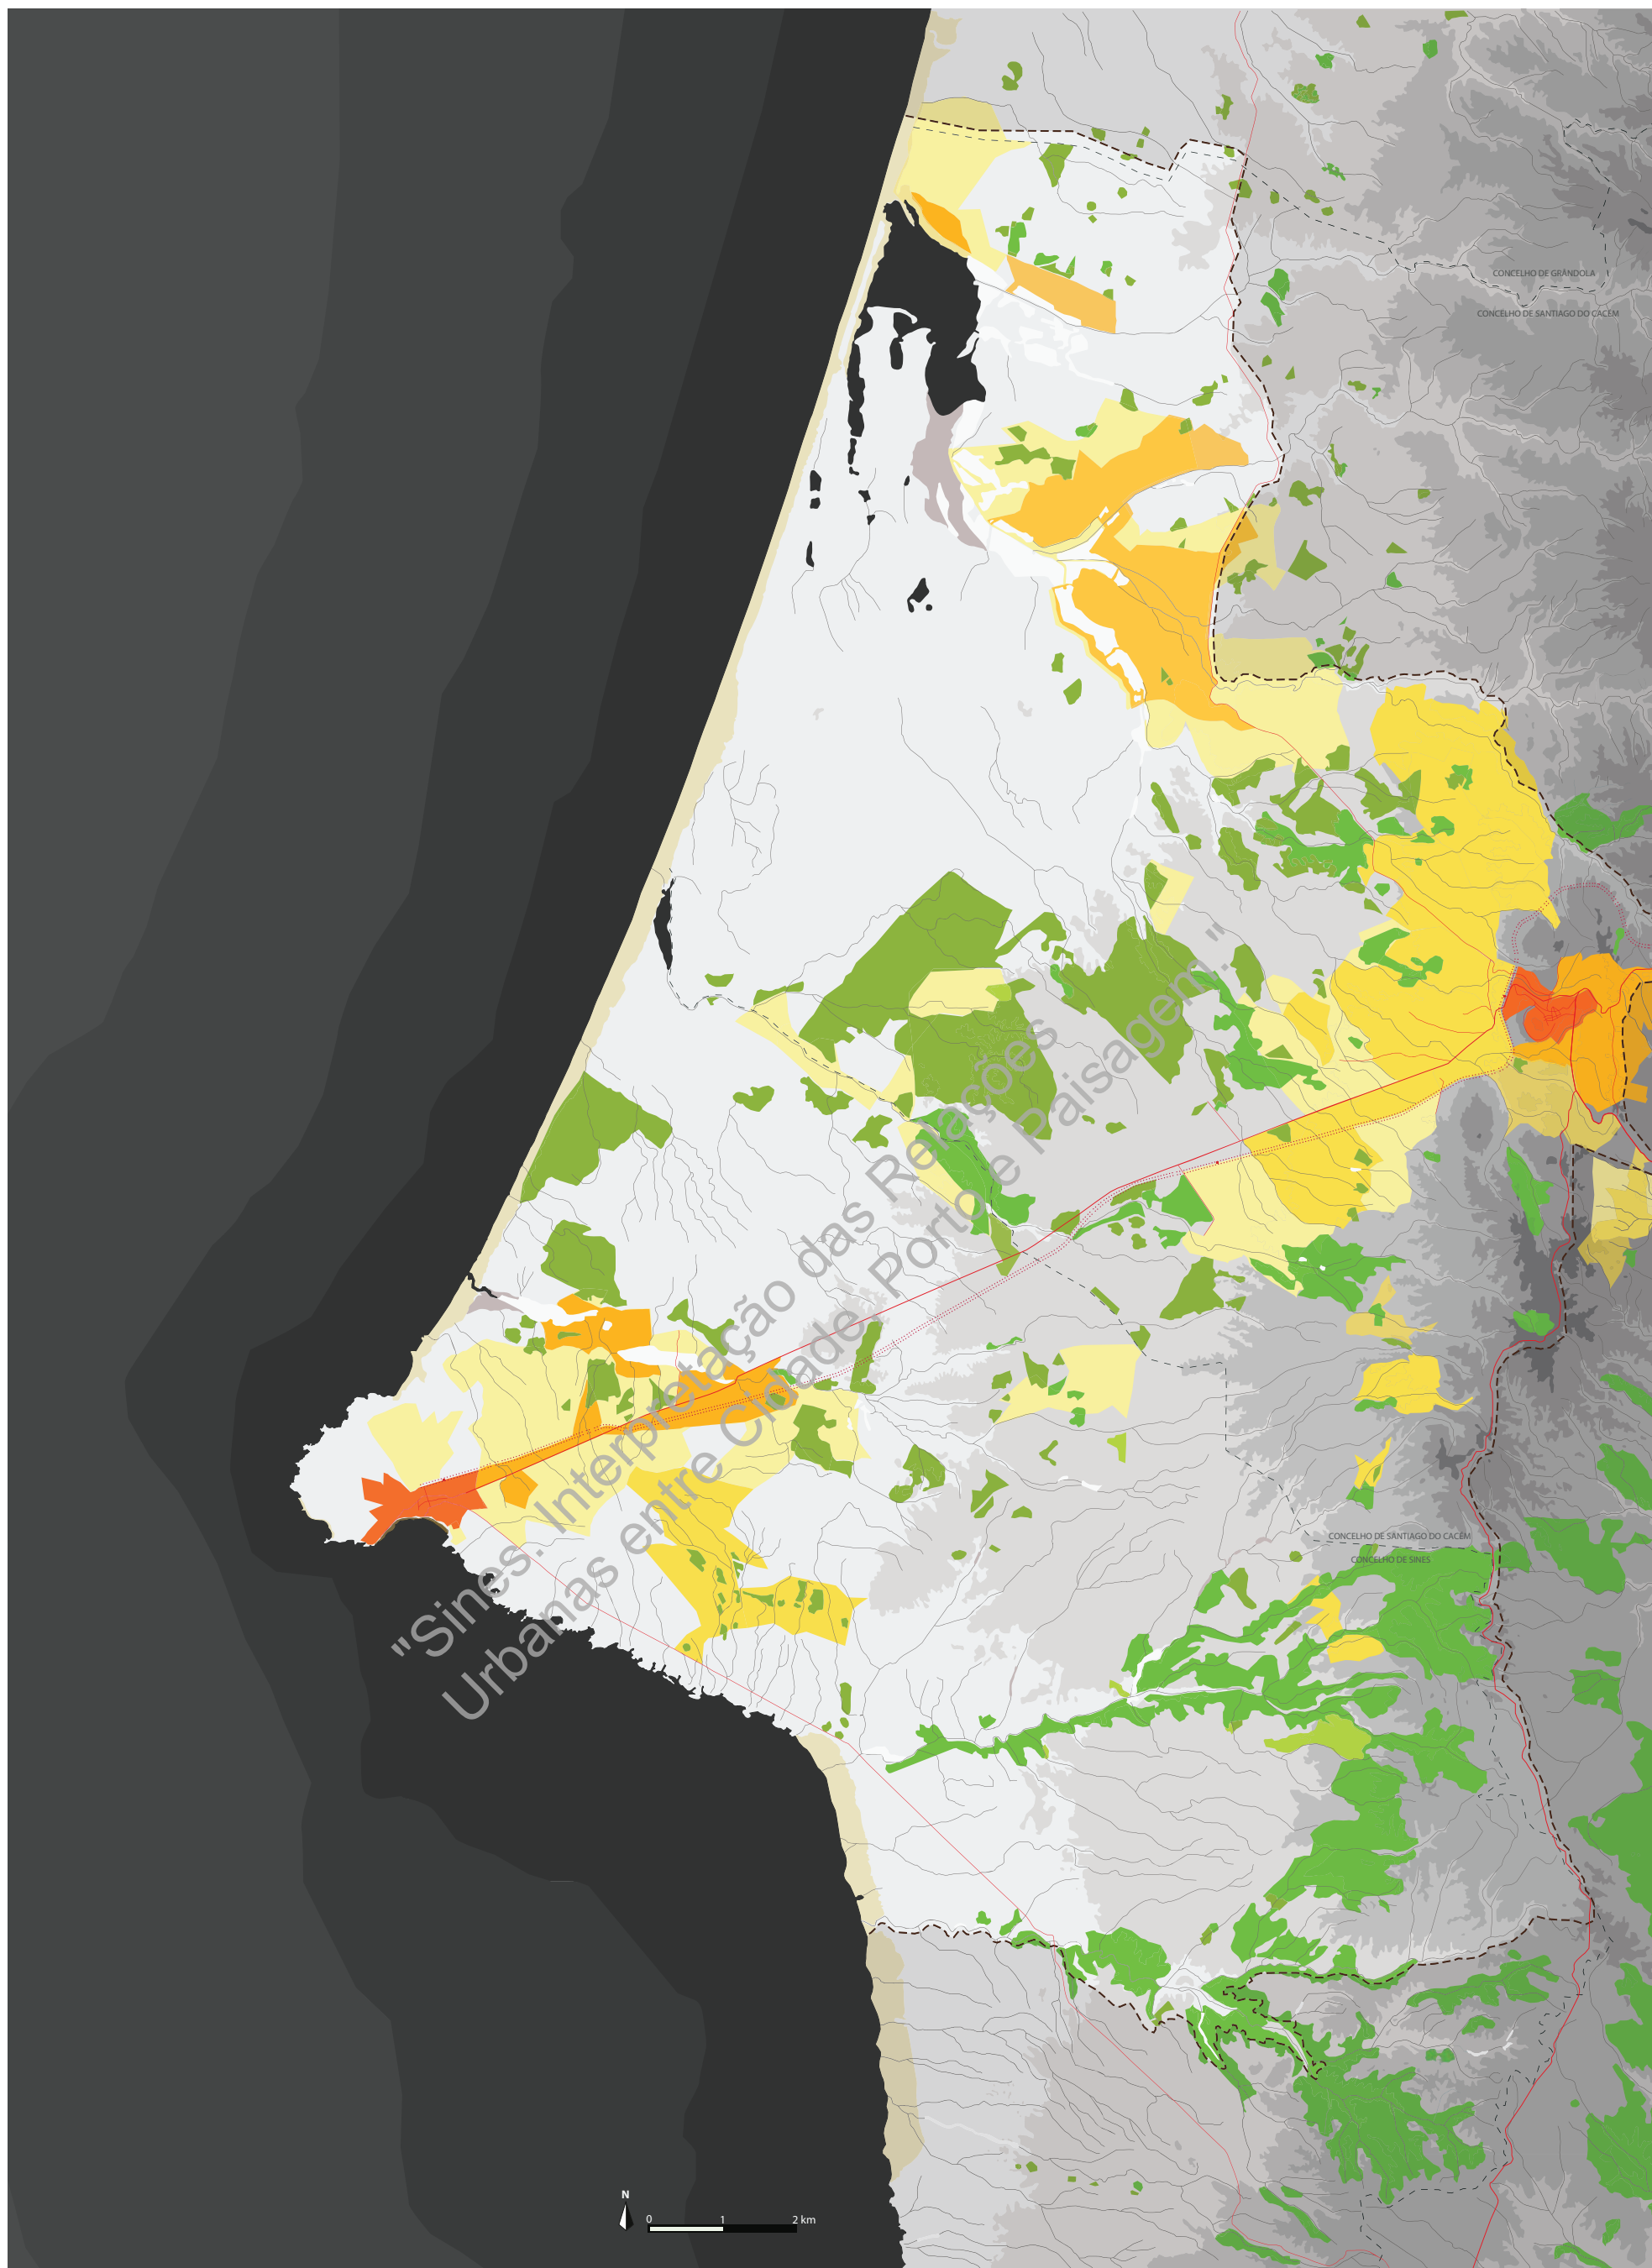 CONCELHO DE GRÂNDOLA
CONCELHO DE SANTIAGO DO CACÉM
"Sines. Interpretação das Relações
Urbanas entre Cidade, Porto e Paisagem."
CONCELHO DE SANTIAGO DO CACÉM
CONCELHO DE SINES
N
0 1 2 km